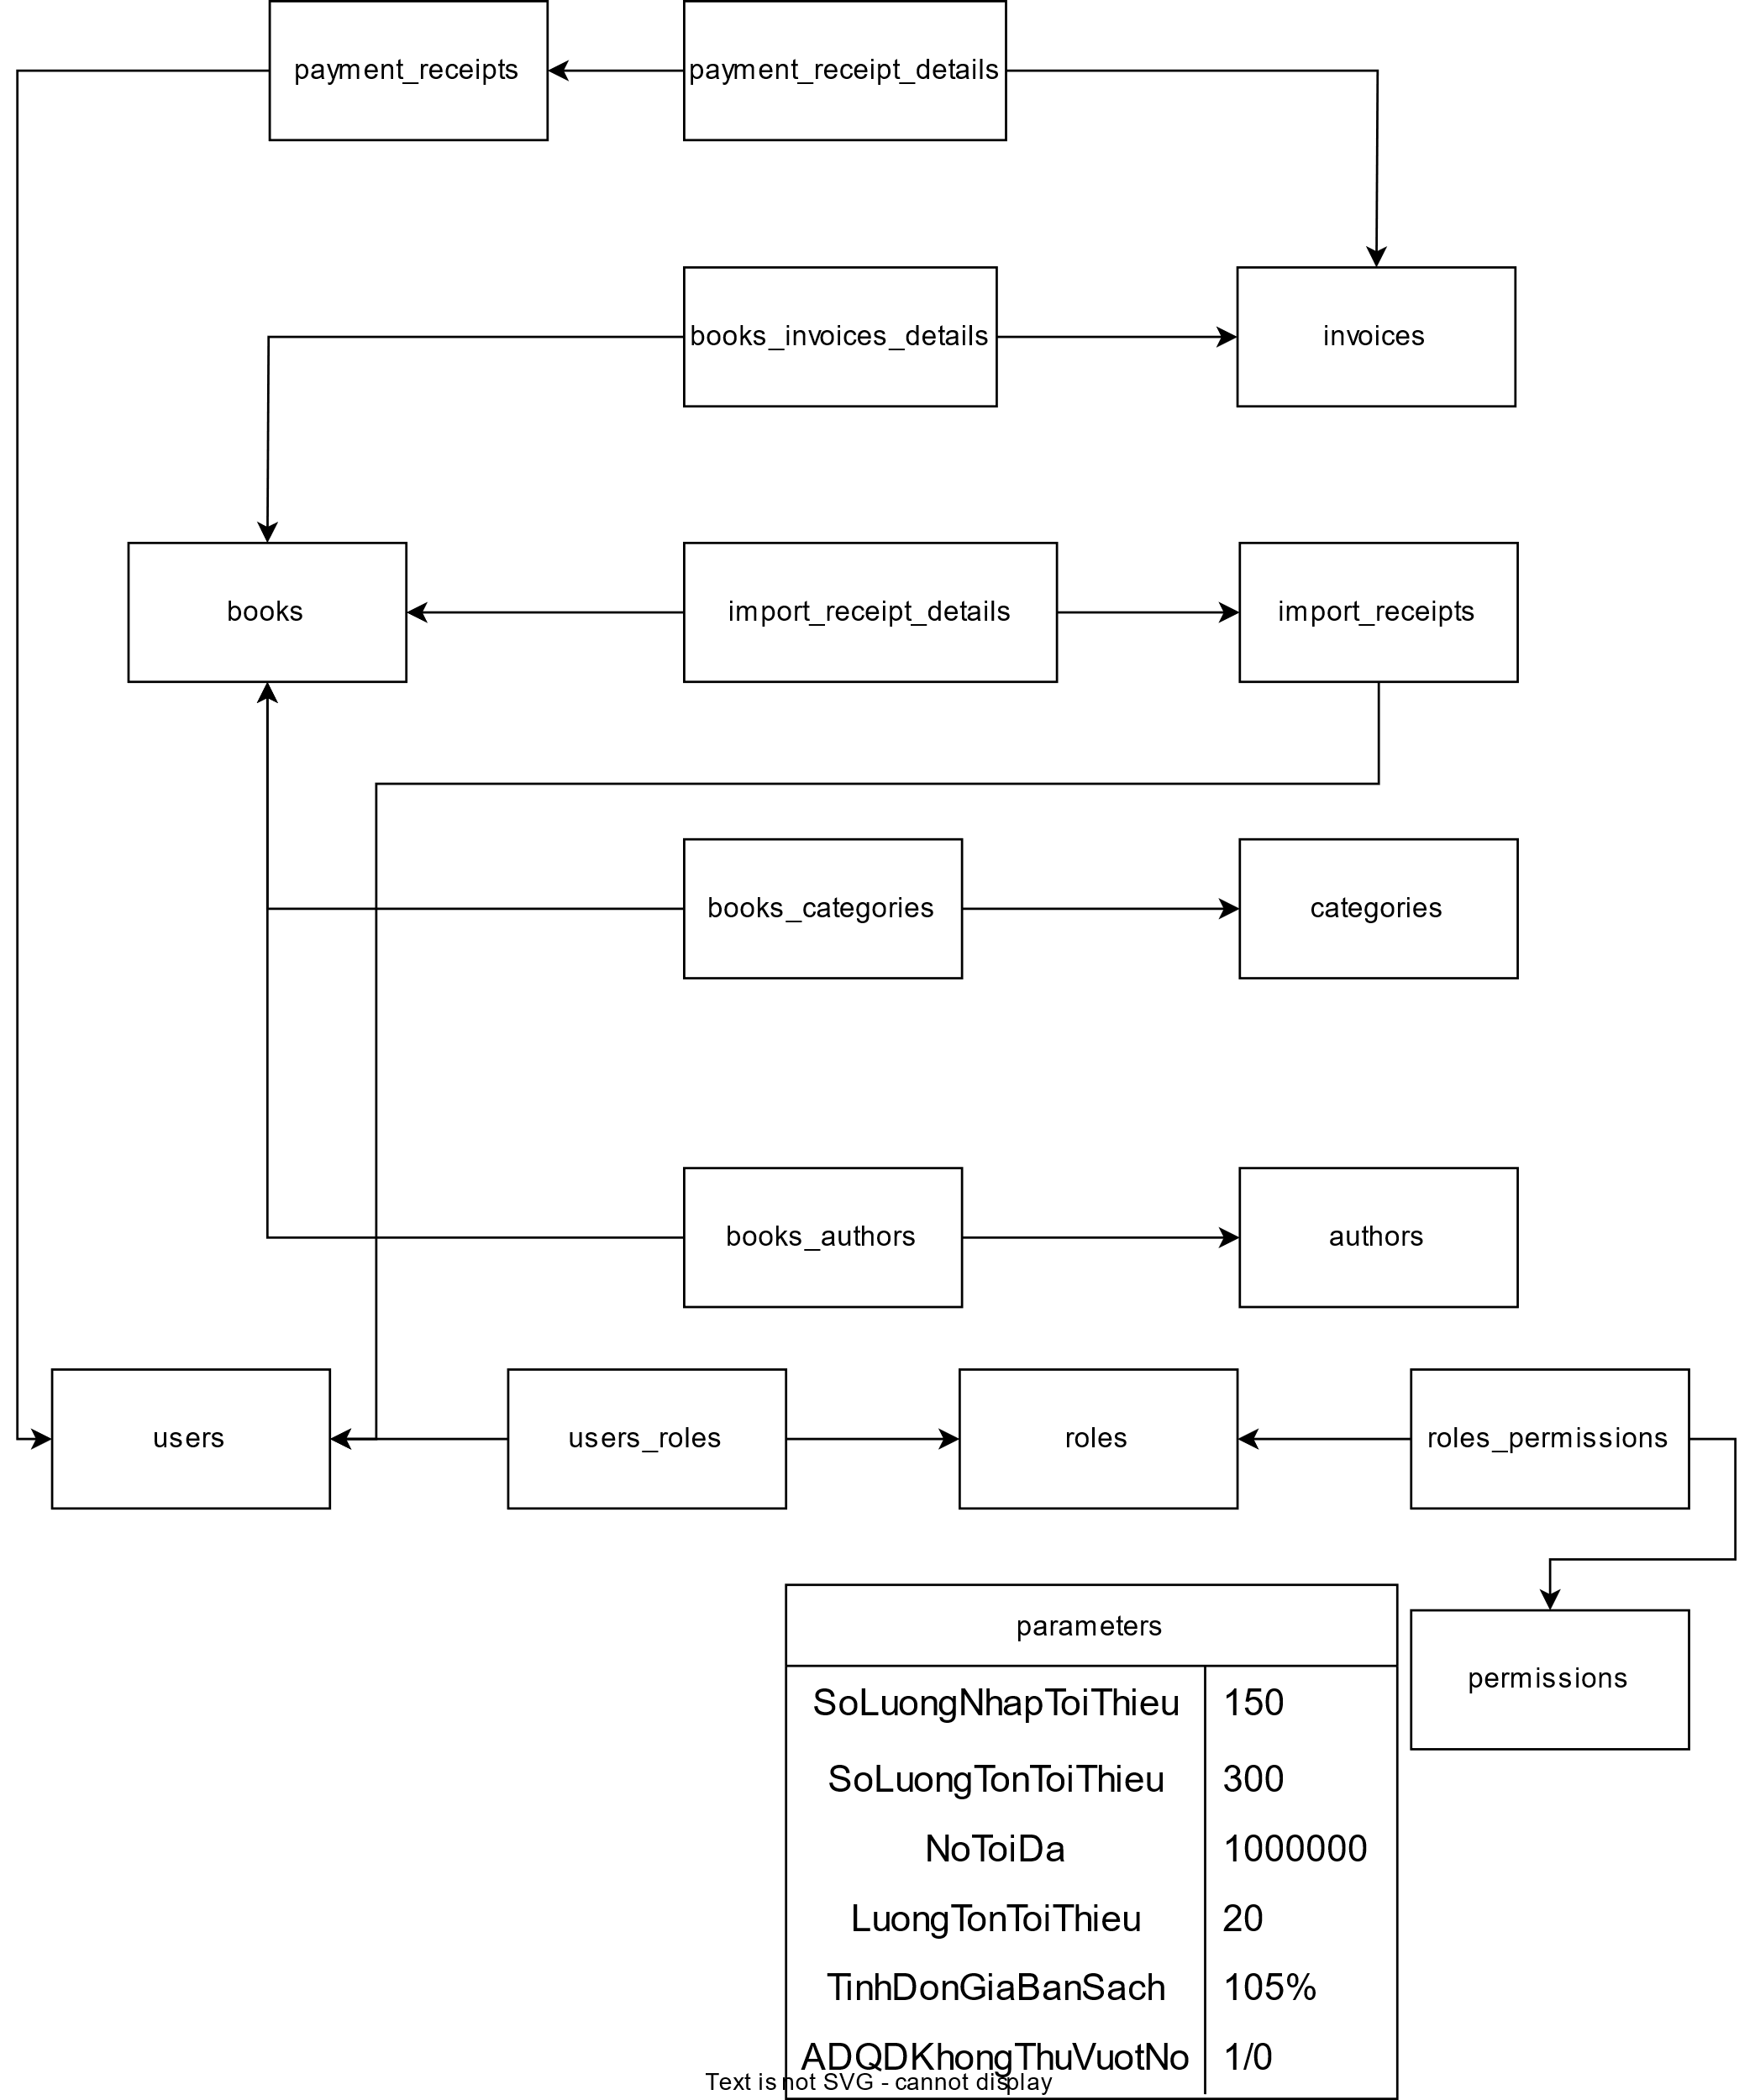 payment_receipts
payment_receipt_details
books_invoices_details
invoices
books
import_receipt_details
import_receipts
books_categories
categories
books_authors
authors
users
users_roles
roles
roles_permissions
parameters
permissions
SoLuongNhapToiThieu 150
SoLuongTonToiThieu 300
NoToiDa 1000000
LuongTonToiThieu 20
TinhDonGiaBanSach 105%
ADQDKhongThuVuotNo 1/0
Text is not SVG - cannot display